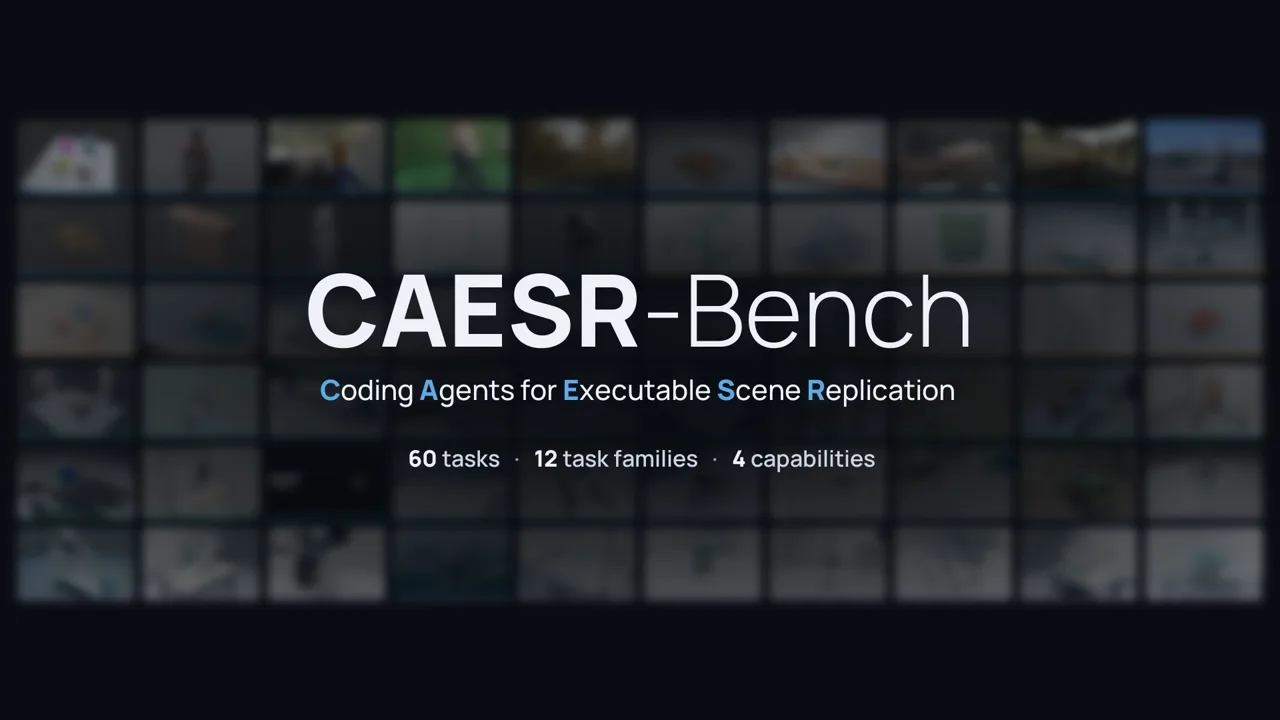 CAESR-Bench
Coding Agents for Executable Scene Replication
60 tasks · 12 task families · 4 capabilities